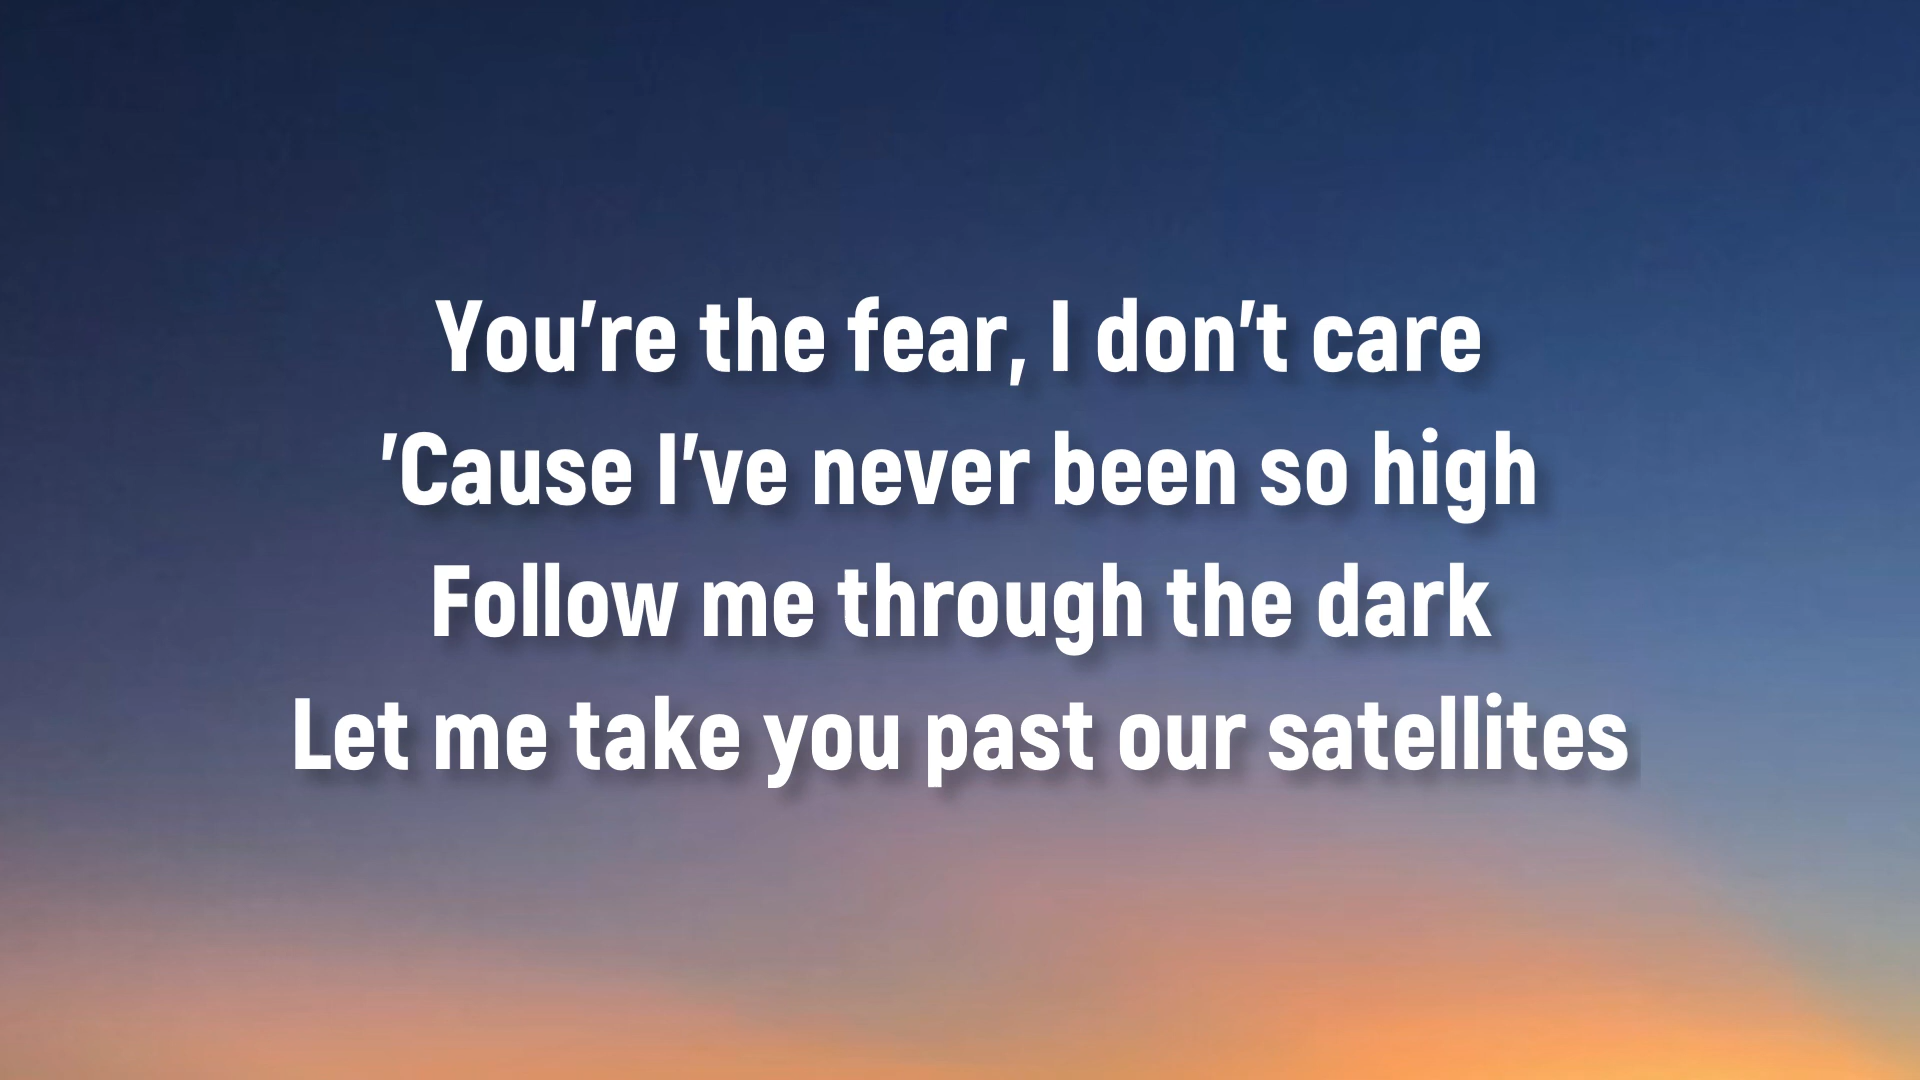 You're the fear, I don't care
'Cause I've never been so high
Follow me through the dark
Let me take you past our satellites